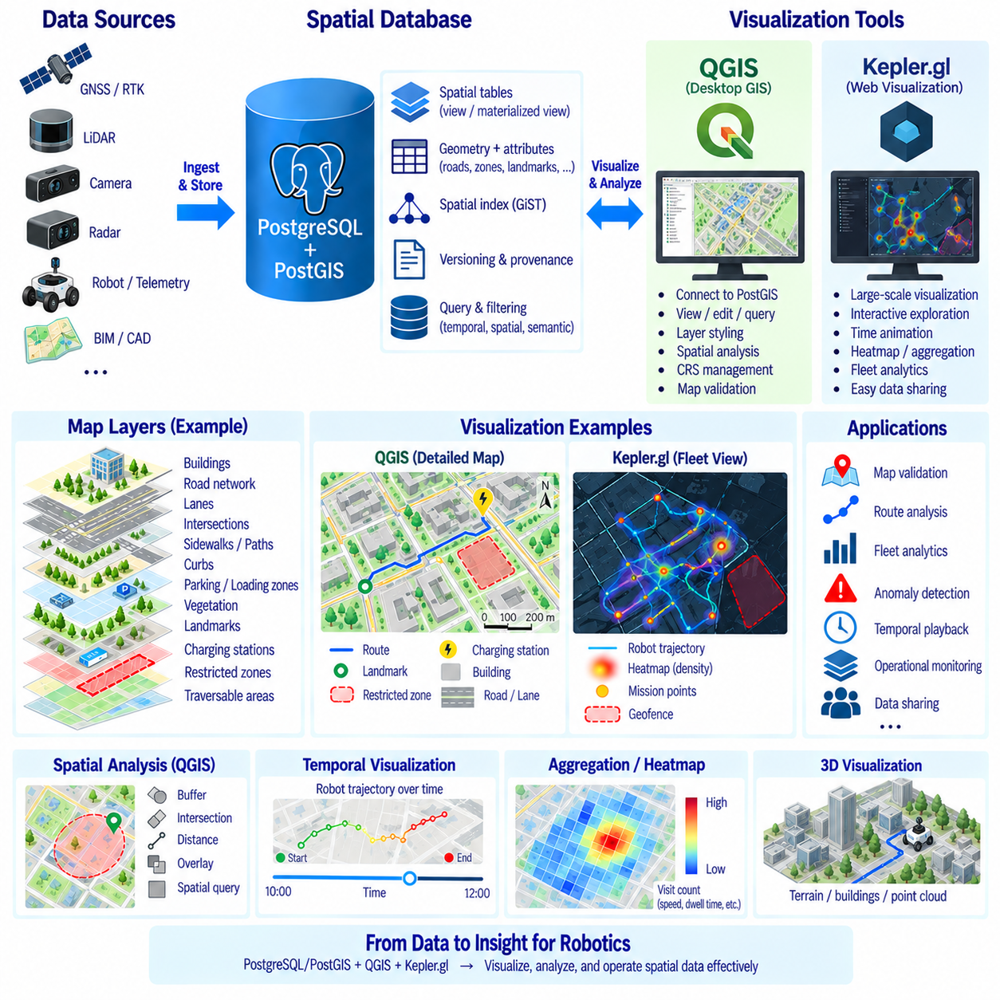 Data Sources
GNSS / RTK
LiDAR
Camera
Radar
Robot / Telemetry
BIM / CAD
...
Ingest
& Store
Spatial Database
PostgreSQL
+
PostGIS
Spatial tables
(view / materialized view)
Geometry + attributes
(roads, zones, landmarks, ...)
Spatial index (GiST)
Versioning & provenance
Query & filtering
(temporal, spatial, semantic)
Visualize
& Analyze
Visualization Tools
QGIS
(Desktop GIS)
• Connect to PostGIS
• View / edit / query
• Layer styling
• Spatial analysis
• CRS management
• Map validation
Kepler.gl
(Web Visualization)
• Large-scale visualization
• Interactive exploration
• Time animation
• Heatmap / aggregation
• Fleet analytics
• Easy data sharing
Map Layers (Example)
Buildings
Road network
Lanes
Intersections
Sidewalks / Paths
Curbs
Parking / Loading zones
Vegetation
Landmarks
Charging stations
Restricted zones
Traversable areas
P
Visualization Examples
QGIS (Detailed Map)
N
0 100 200 m
Route
Landmark
Restricted zone
Charging station
Building
Road / Lane
Kepler.gl (Fleet View)
Robot trajectory
Heatmap (density)
Mission points
Geofence
Applications
Map validation
Route analysis
Fleet analytics
Anomaly detection
Temporal playback
Operational monitoring
Data sharing
...
Spatial Analysis (QGIS)
Buffer
Intersection
Distance
Overlay
Spatial query
Temporal Visualization
Robot trajectory over time
Start
End
10:00 Time 12:00
Aggregation / Heatmap
High
Low
Visit count
(speed, dwell time, etc.)
3D Visualization
Terrain / buildings / point cloud
From Data to Insight for Robotics
PostgreSQL/PostGIS + QGIS + Kepler.gl → Visualize, analyze, and operate spatial data effectively